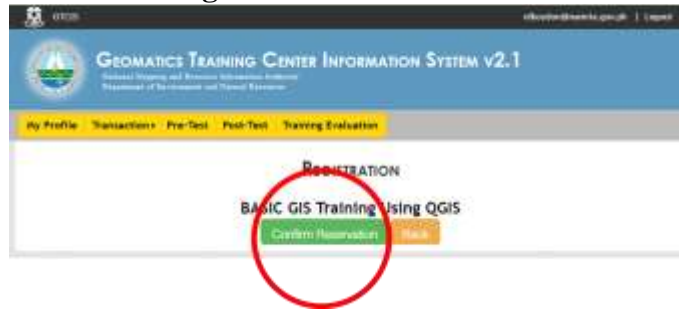 GTCIS
| Logout
GEOMATICS TRAINING CENTER INFORMATION SYSTEM V2.1
National Mapping and Resource Information Authority
Department of Environment and Natural Resources
My Profile Transaction+ Pre-Test Post-Test Training Evaluation
REGISTRATION
BASIC GIS Training Using QGIS
Confirm Reservation Back